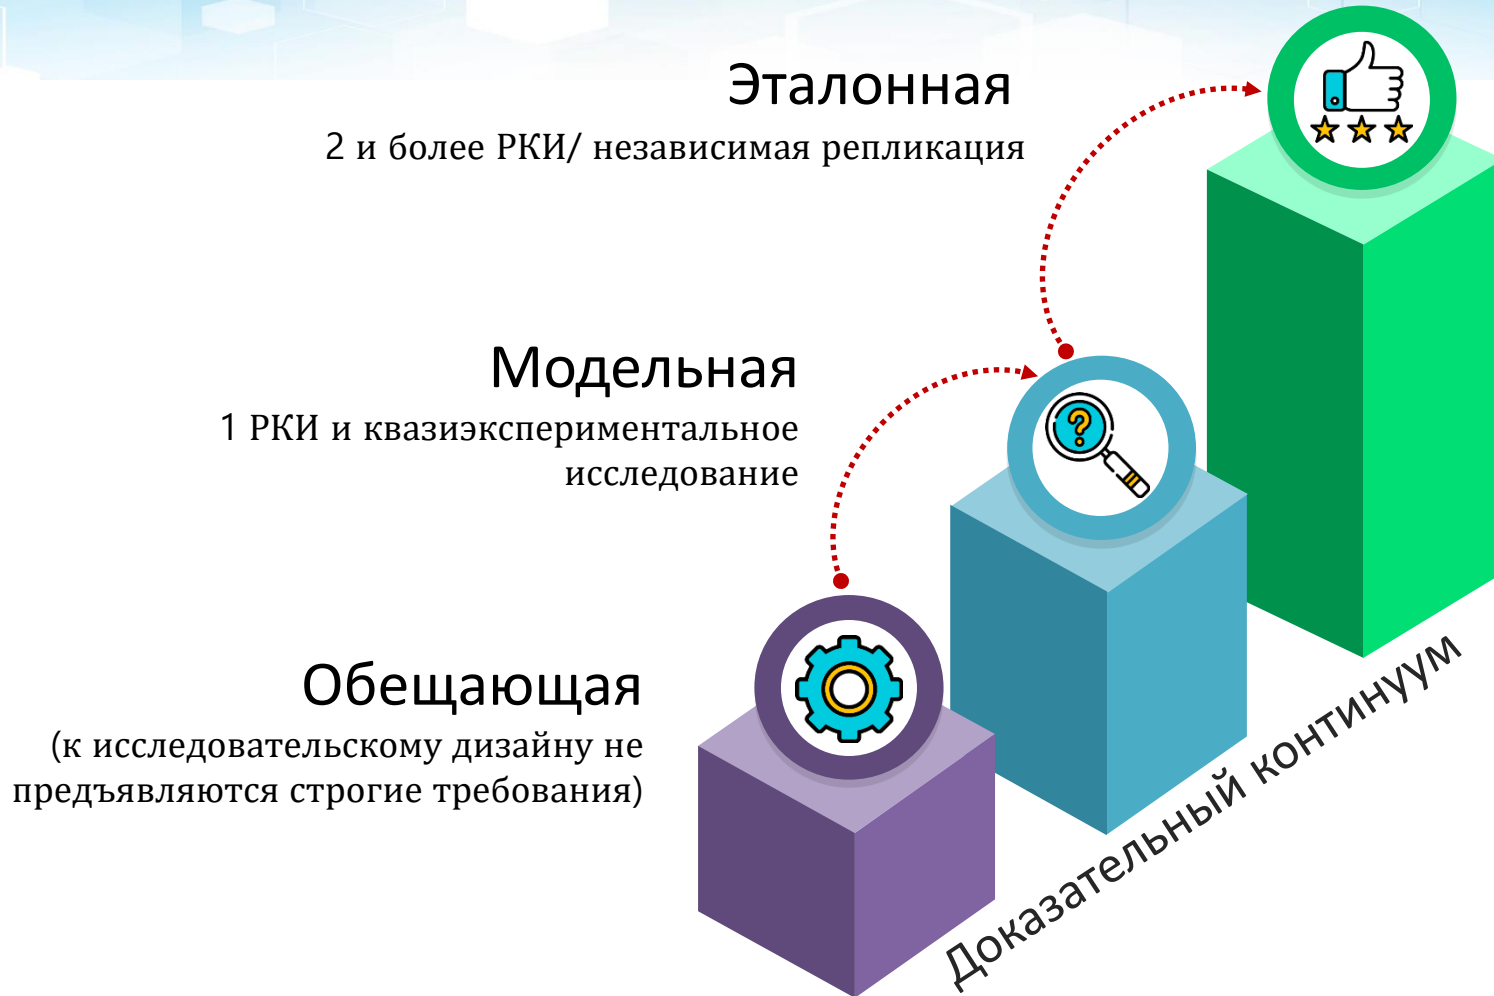 Эталонная
2 и более РКИ/ независимая репликация
Модельная
1 РКИ и квазиэкспериментальное
исследование
Обещающая
(к исследовательскому дизайну не
предъявляются строгие требования)
Доказательный континуум
?